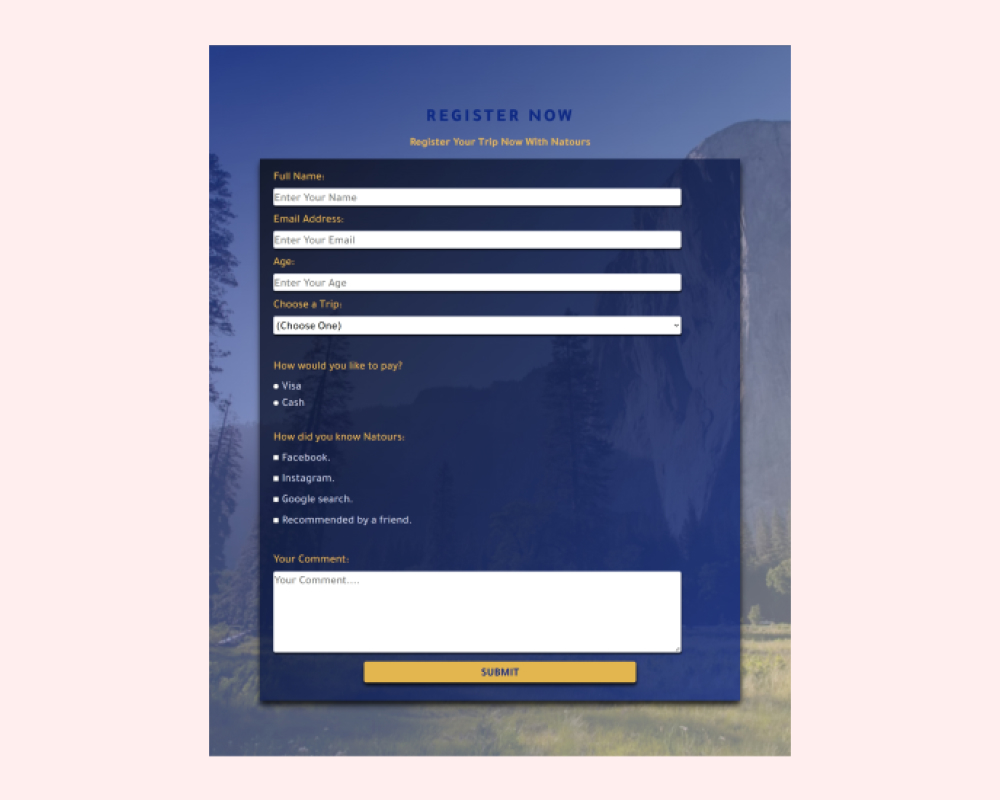 REGISTER NOW
Register Your Trip Now With Natours
Full Name:
Enter Your Name
Email Address:
Enter Your Email
Age:
Enter Your Age
Choose a Trip:
(Choose One)
How would you like to pay?
Visa
Cash
How did you know Natours:
Facebook.
Instagram.
Google search.
Recommended by a friend.
Your Comment:
Your Comment....
SUBMIT